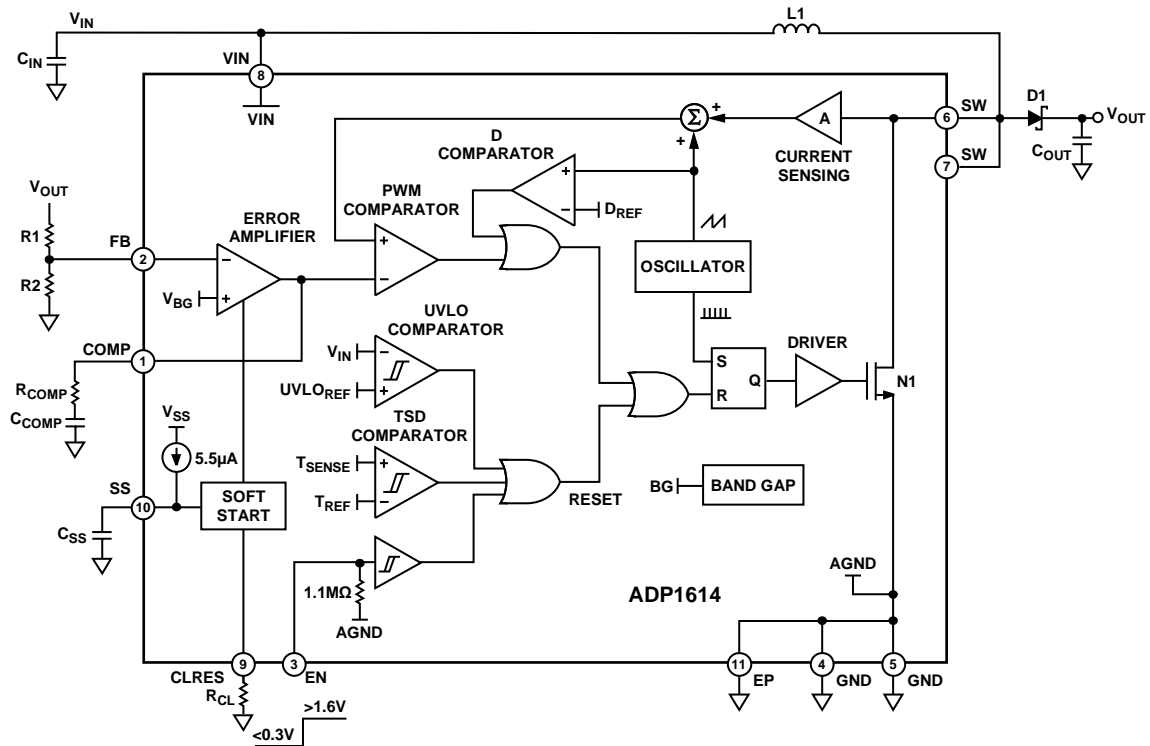 VIN
L1
CIN
VIN
8
VIN
D1
SW
6
VOUT
COUT
SW
7
Σ
+
+
A
CURRENT
SENSING
D
COMPARATOR
+
−
DREF
PWM
COMPARATOR
+
−
VOUT
R1
FB
2
R2
ERROR
AMPLIFIER
−
+
VBG
OSCILLATOR
COMP
1
RCOMP
CCOMP
UVLO
COMPARATOR
VIN
−
UVLOREF
+
DRIVER
S
Q
R
N1
VSS
5.5µA
SS
10
CSS
SOFT
START
TSD
COMPARATOR
TSENSE
+
TREF
−
RESET
BG
BAND GAP
1.1MΩ
AGND
AGND
ADP1614
CLRES
9
3
EN
RCL
>1.6V
<0.3V
11
EP
4
GND
5
GND